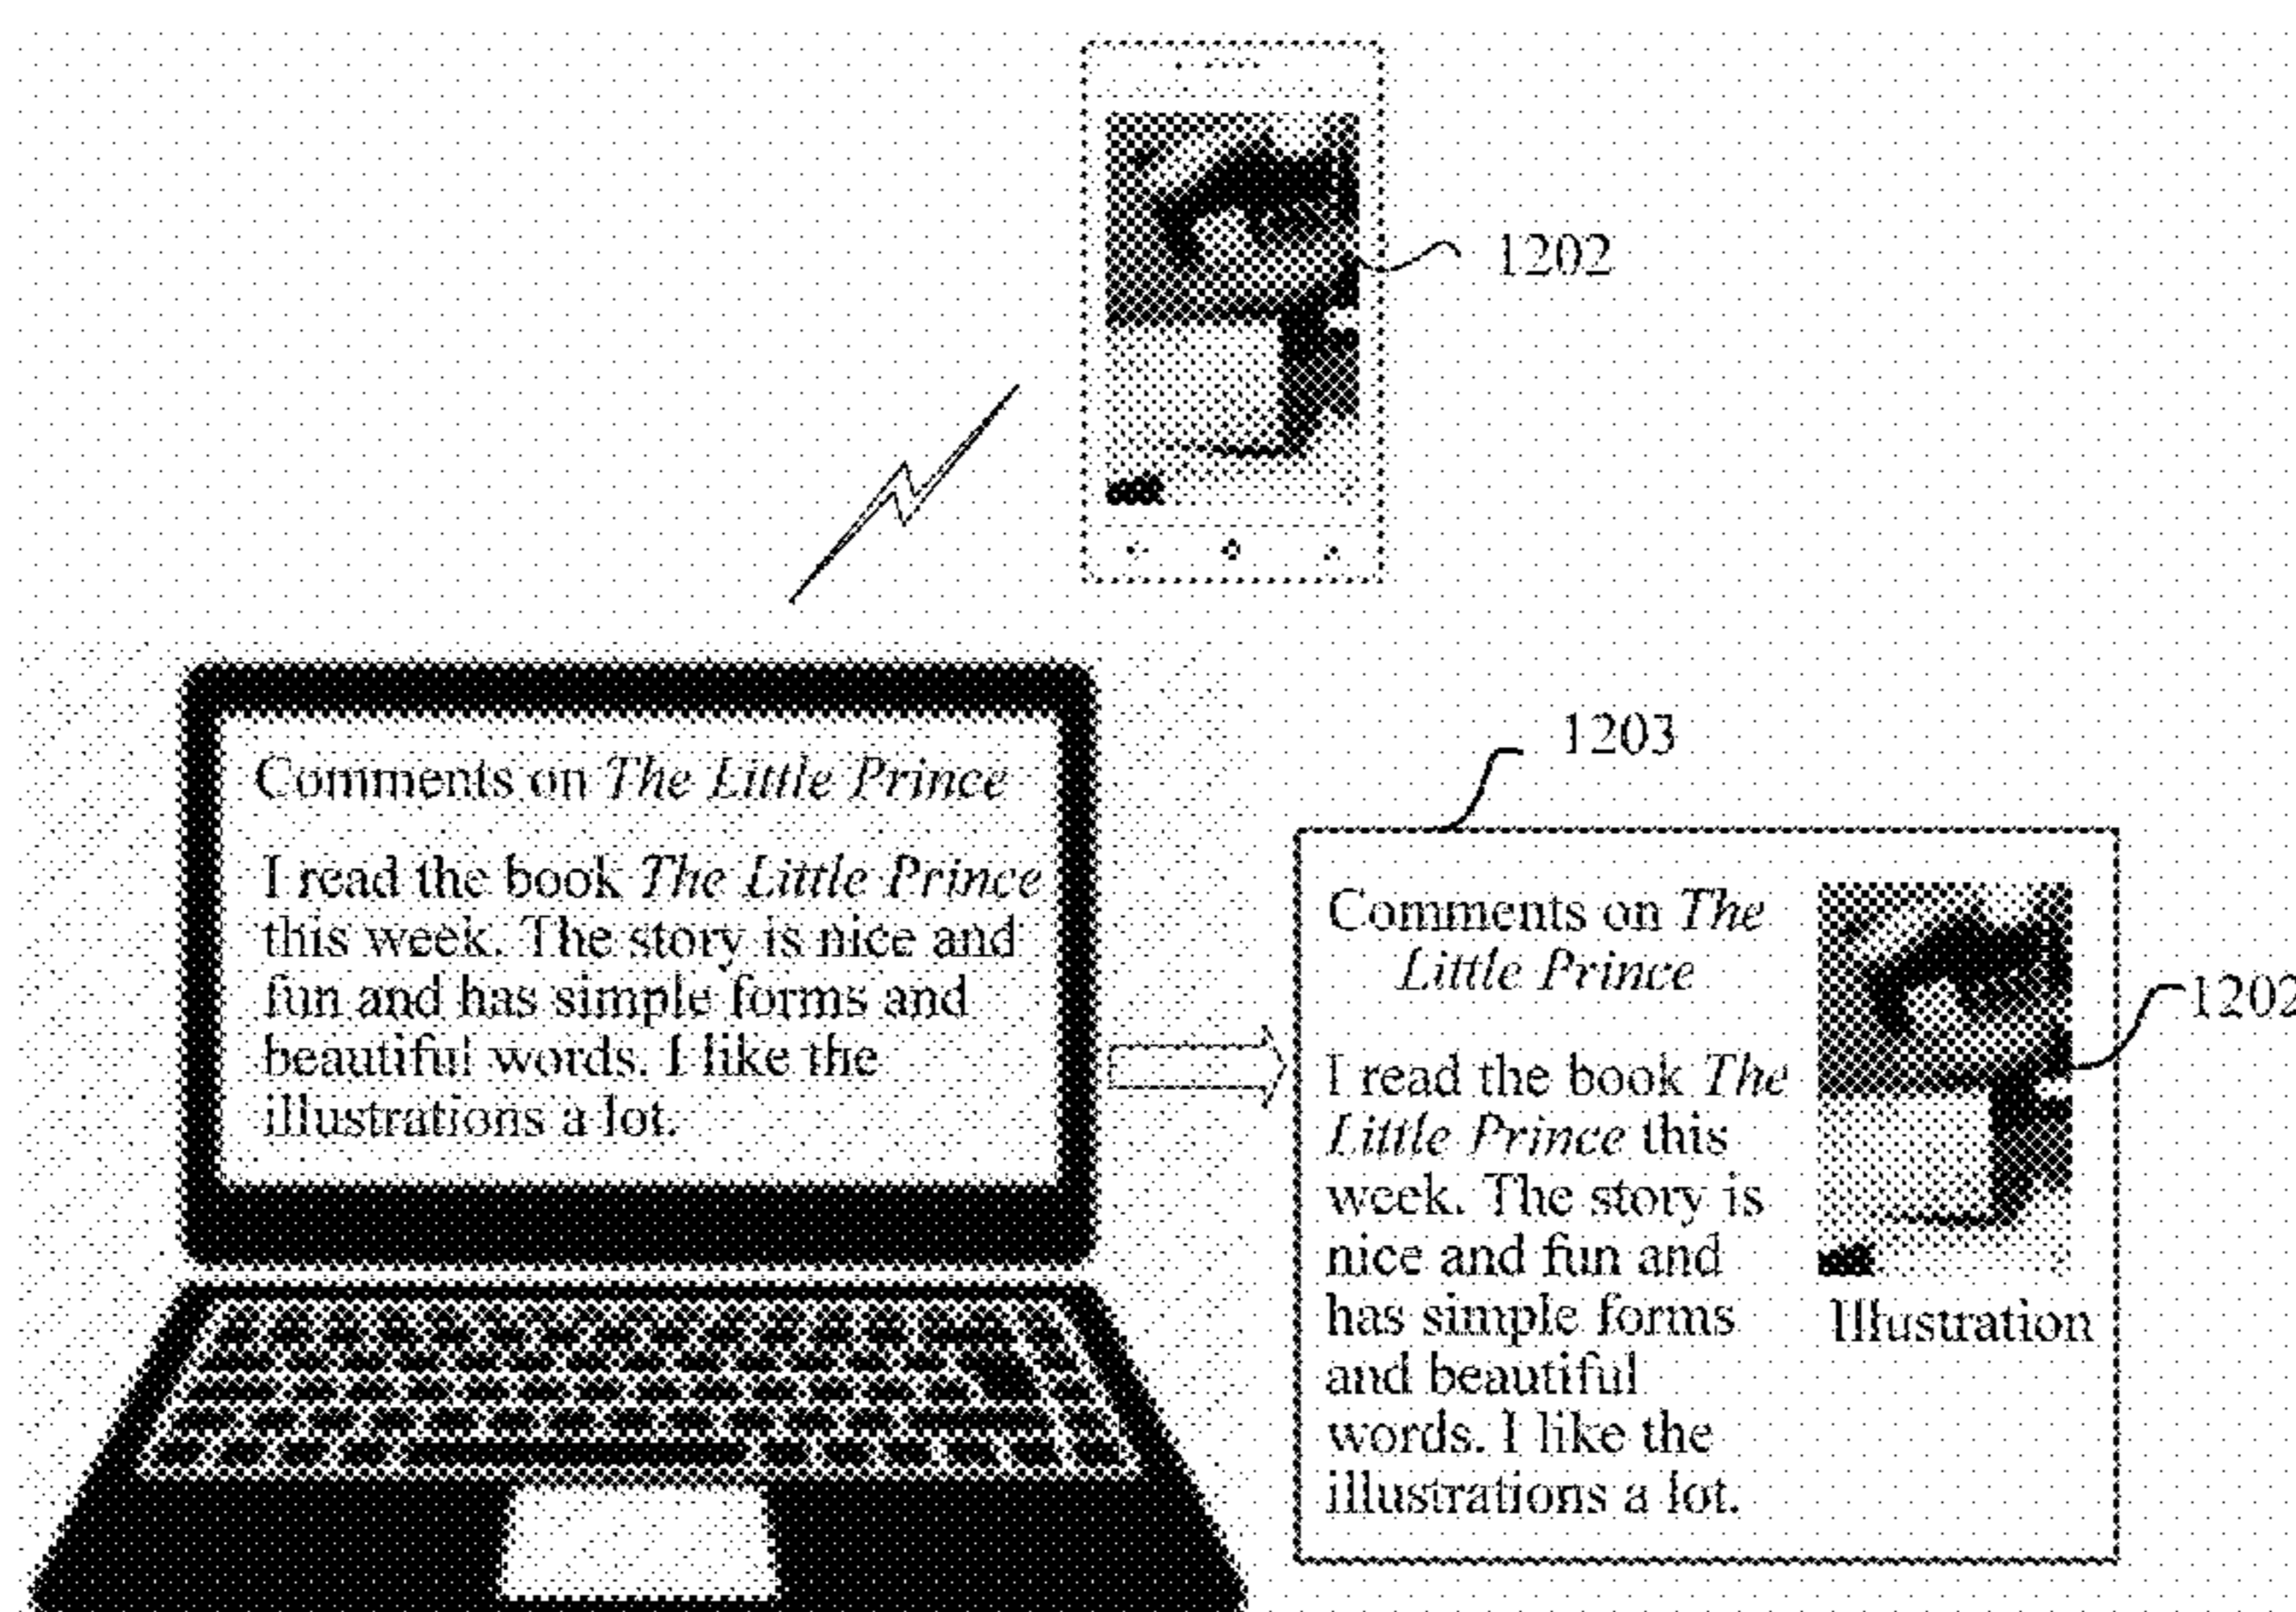 1202
Comments on The Little Prince
I read the book The Little Prince
this week. The story is nice and
fun and has simple forms and
beautiful words. I like the
illustrations a lot.
1203
Comments on The
Little Prince
I read the book The
Little Prince this
week. The story is
nice and fun and
has simple forms
and beautiful
words. I like the
illustrations a lot.
1202
Illustration